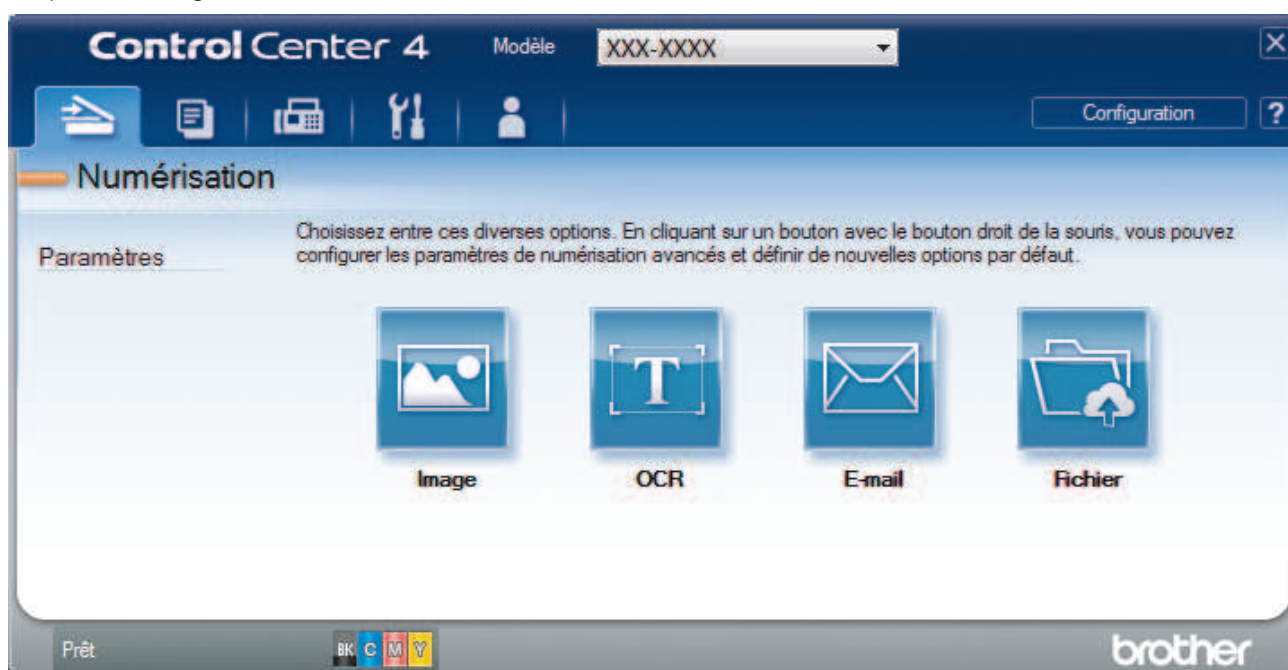 Control Center 4 Modèle XXX-XXXX X
Configuration ?
Numérisation
Choisissez entre ces diverses options. En cliquant sur un bouton avec le bouton droit de la souris, vous pouvez
Paramètres configurer les paramètres de numérisation avancés et définir de nouvelles options par défaut.
T
Image OCR E-mail Fichier
Prêt BK C M Y brother